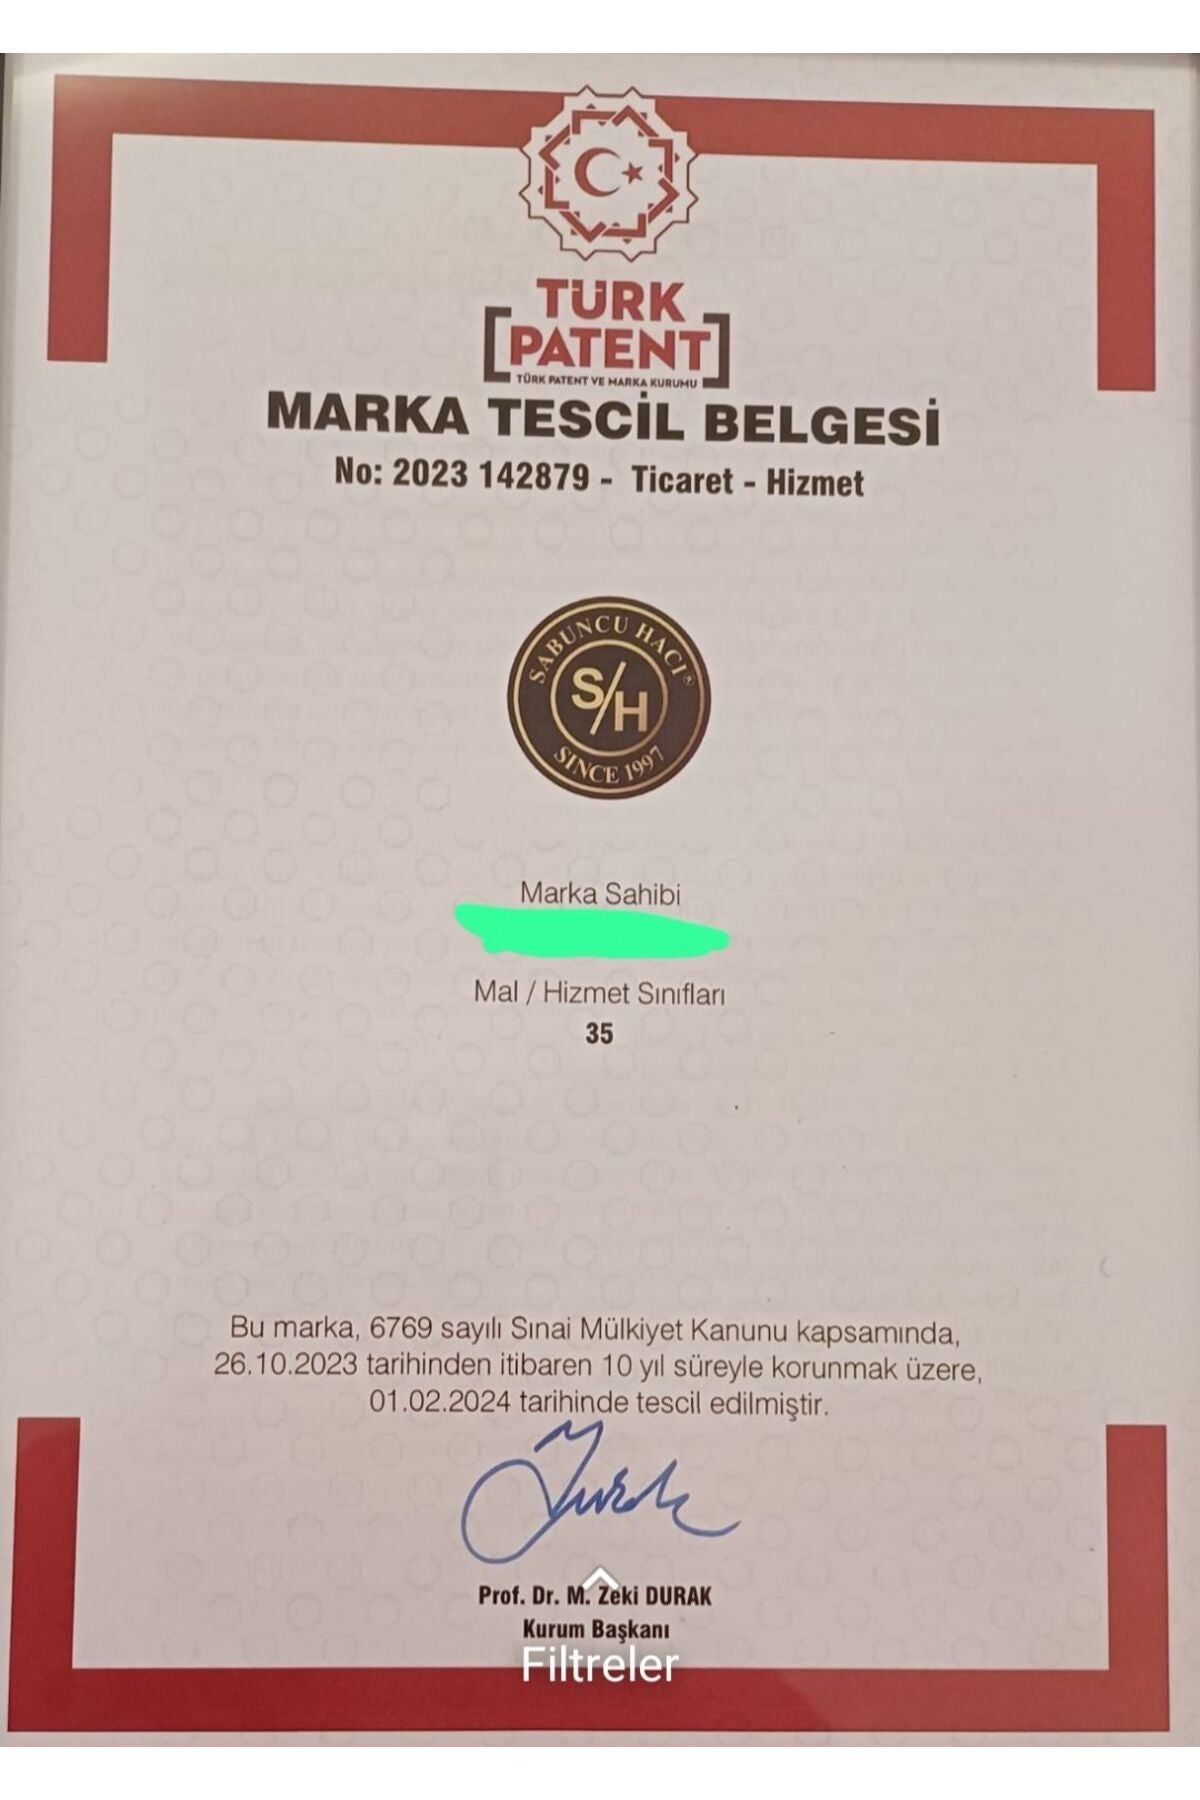 TÜRK
PATENT
TÜRK PATENT VE MARKA KURUMU
MARKA TESCİL BELGESİ
No: 2023 142879 - Ticaret - Hizmet
SABUNCU HACI®
S/H
SINCE 1997
Marka Sahibi
Mal / Hizmet Sınıfları
35
Bu marka, 6769 sayılı Sınai Mülkiyet Kanunu kapsamında,
26.10.2023 tarihinden itibaren 10 yıl süreyle korunmak üzere,
01.02.2024 tarihinde tescil edilmiştir.
Prof. Dr. M. Zeki DURAK
Kurum Başkanı
Filtreler